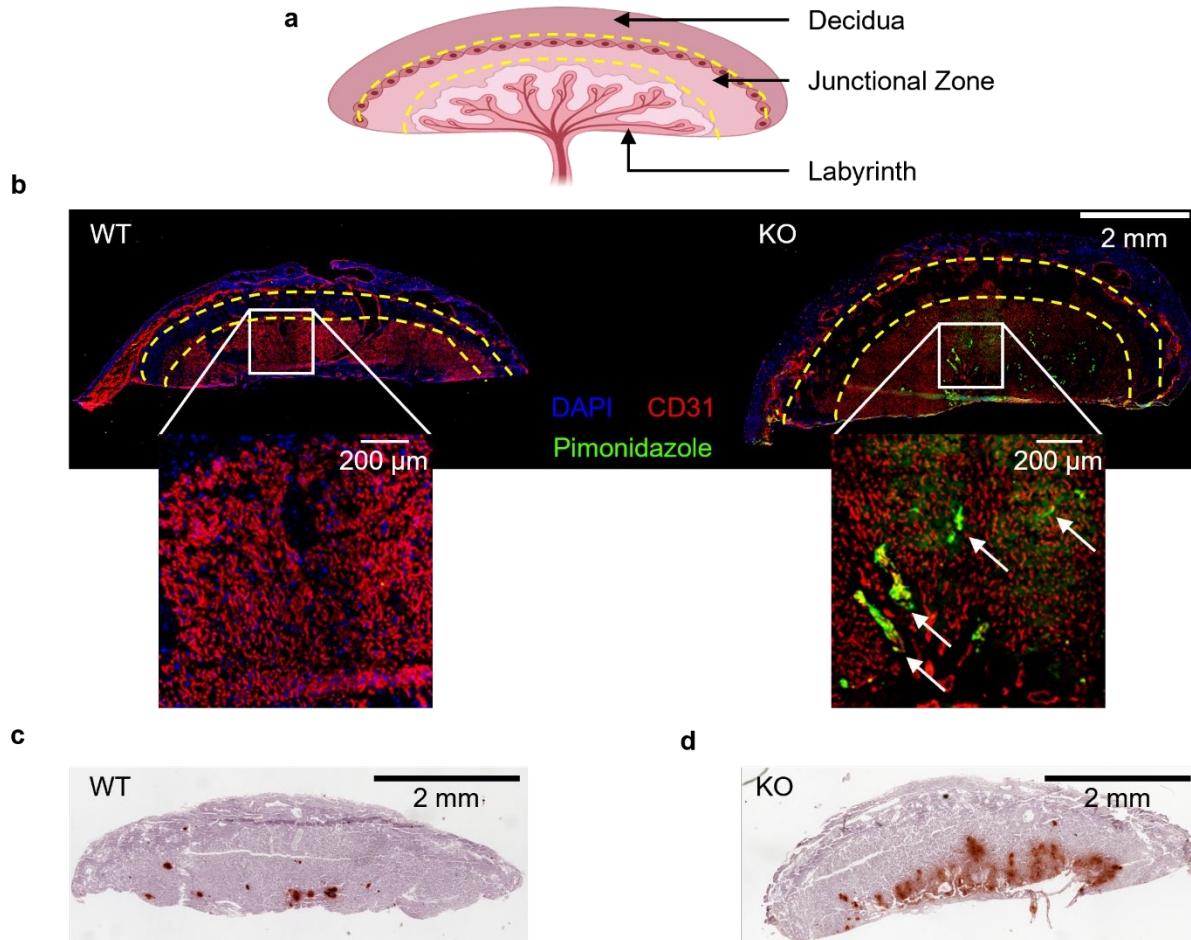 a
Decidua
Junctional Zone
Labyrinth
b
WT
KO
2 mm
DAPI CD31
Pimonidazole
200 µm
200 µm
c
d
WT
2 mm
KO
2 mm